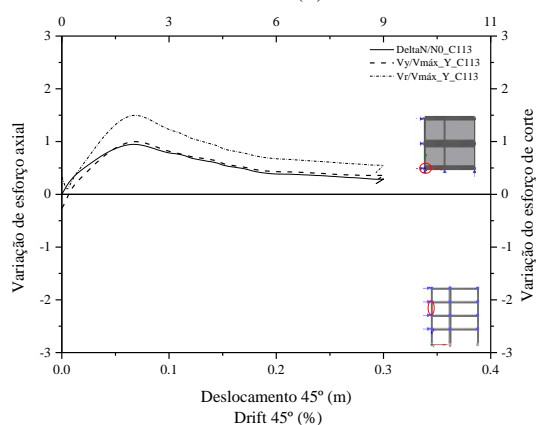 0 3 6 9 11
3 3
DeltaN/N0_C113
Vy/Vmáx_Y_C113
Vr/Vmáx_Y_C113
2 2
1 1
0 0
-1 -1
-2 -2
-3 -3
Variação de esforço axial
Variação do esforço de corte
0.0 0.1 0.2 0.3 0.4
Deslocamento 45º (m)
Drift 45º (%)